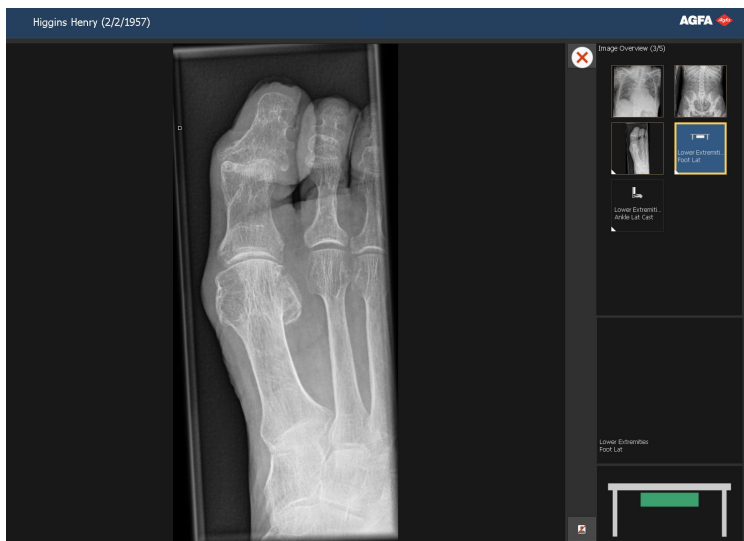 Higgins Henry (2/2/1957)
AGFA
Image Overview (3/5)
Lower Extremiti..
Foot Lat
Lower Extremiti..
Ankle Lat Cast
Lower Extremities
Foot Lat